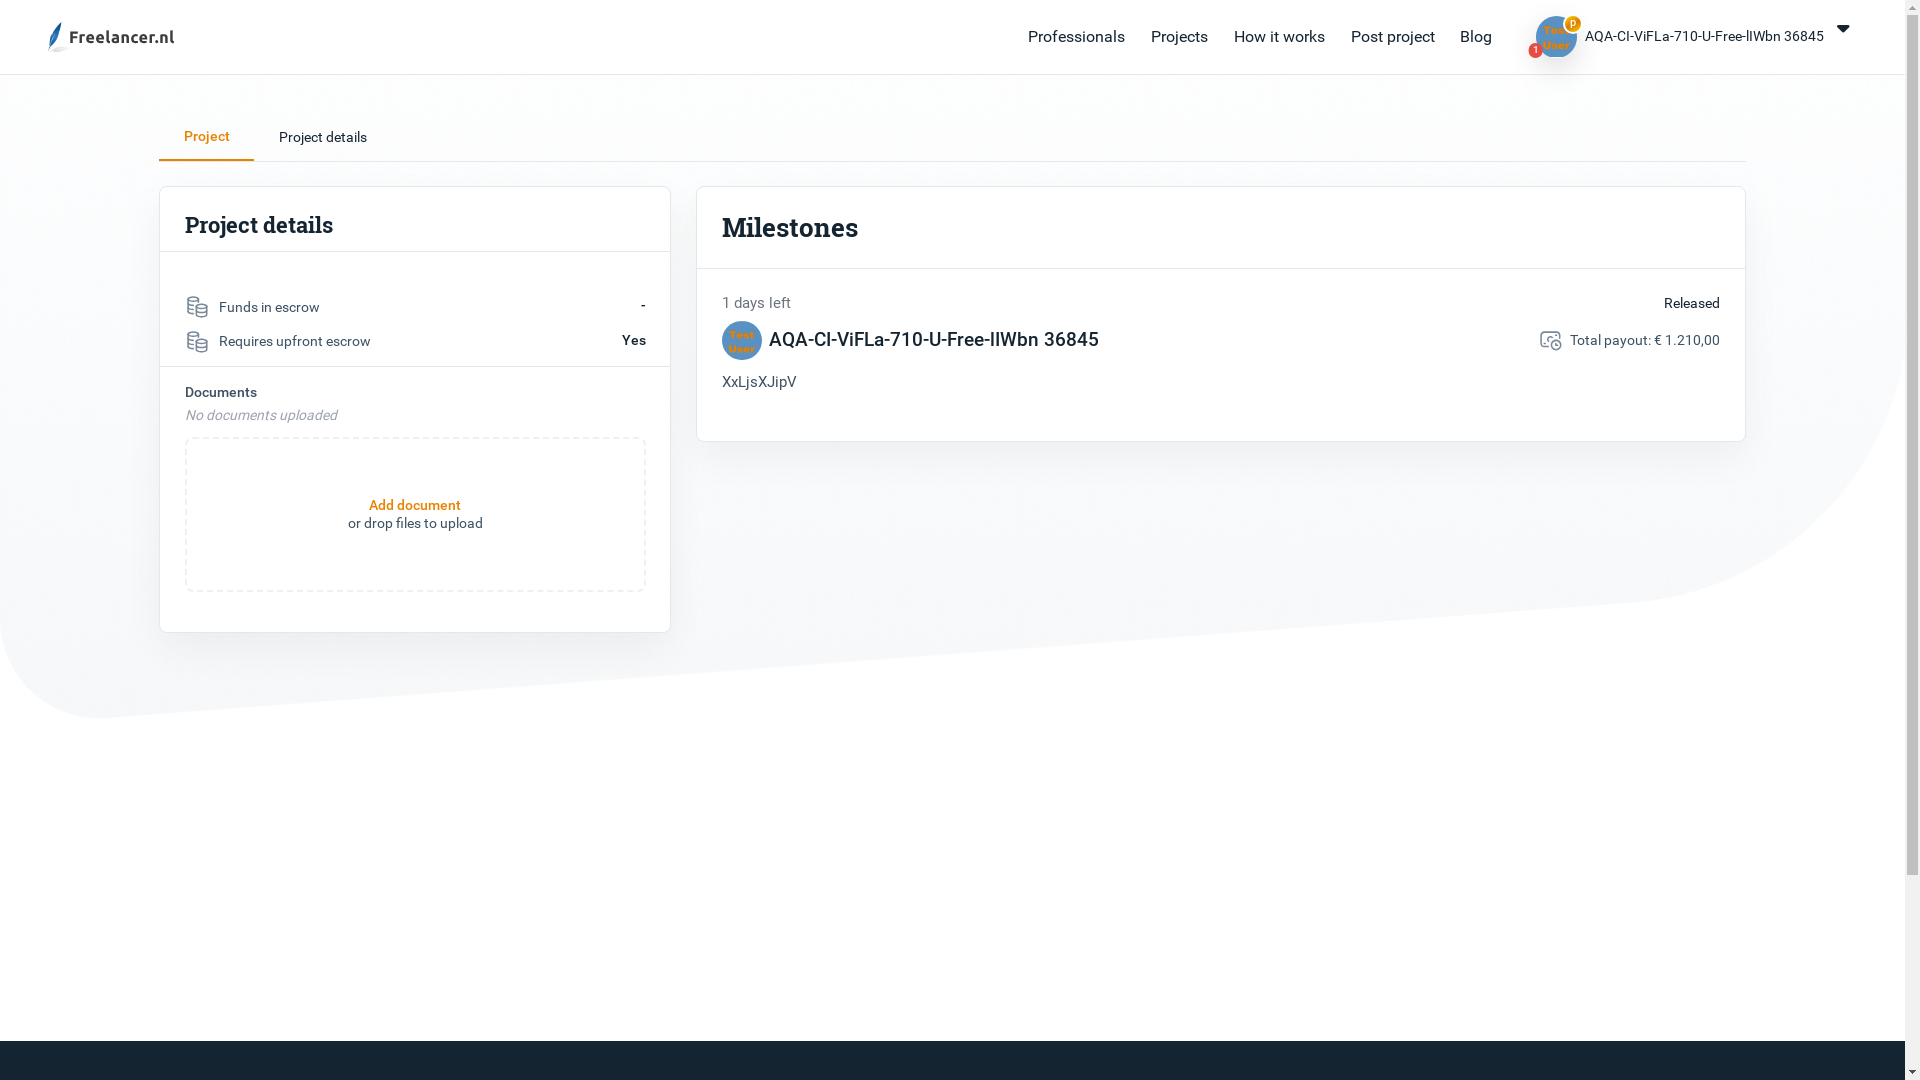 Freelancer.nl
Professionals
Projects
How it works
Post project
Blog
p
1
Test
User
AQA-CI-ViFLa-710-U-Free-lIWbn 36845
Project
Project details
Project details
Funds in escrow
-
Requires upfront escrow
Yes
Documents
No documents uploaded
Add document
or drop files to upload
Milestones
1 days left
Released
Test
User
AQA-CI-ViFLa-710-U-Free-lIWbn 36845
Total payout: € 1.210,00
XxLjsXJipV